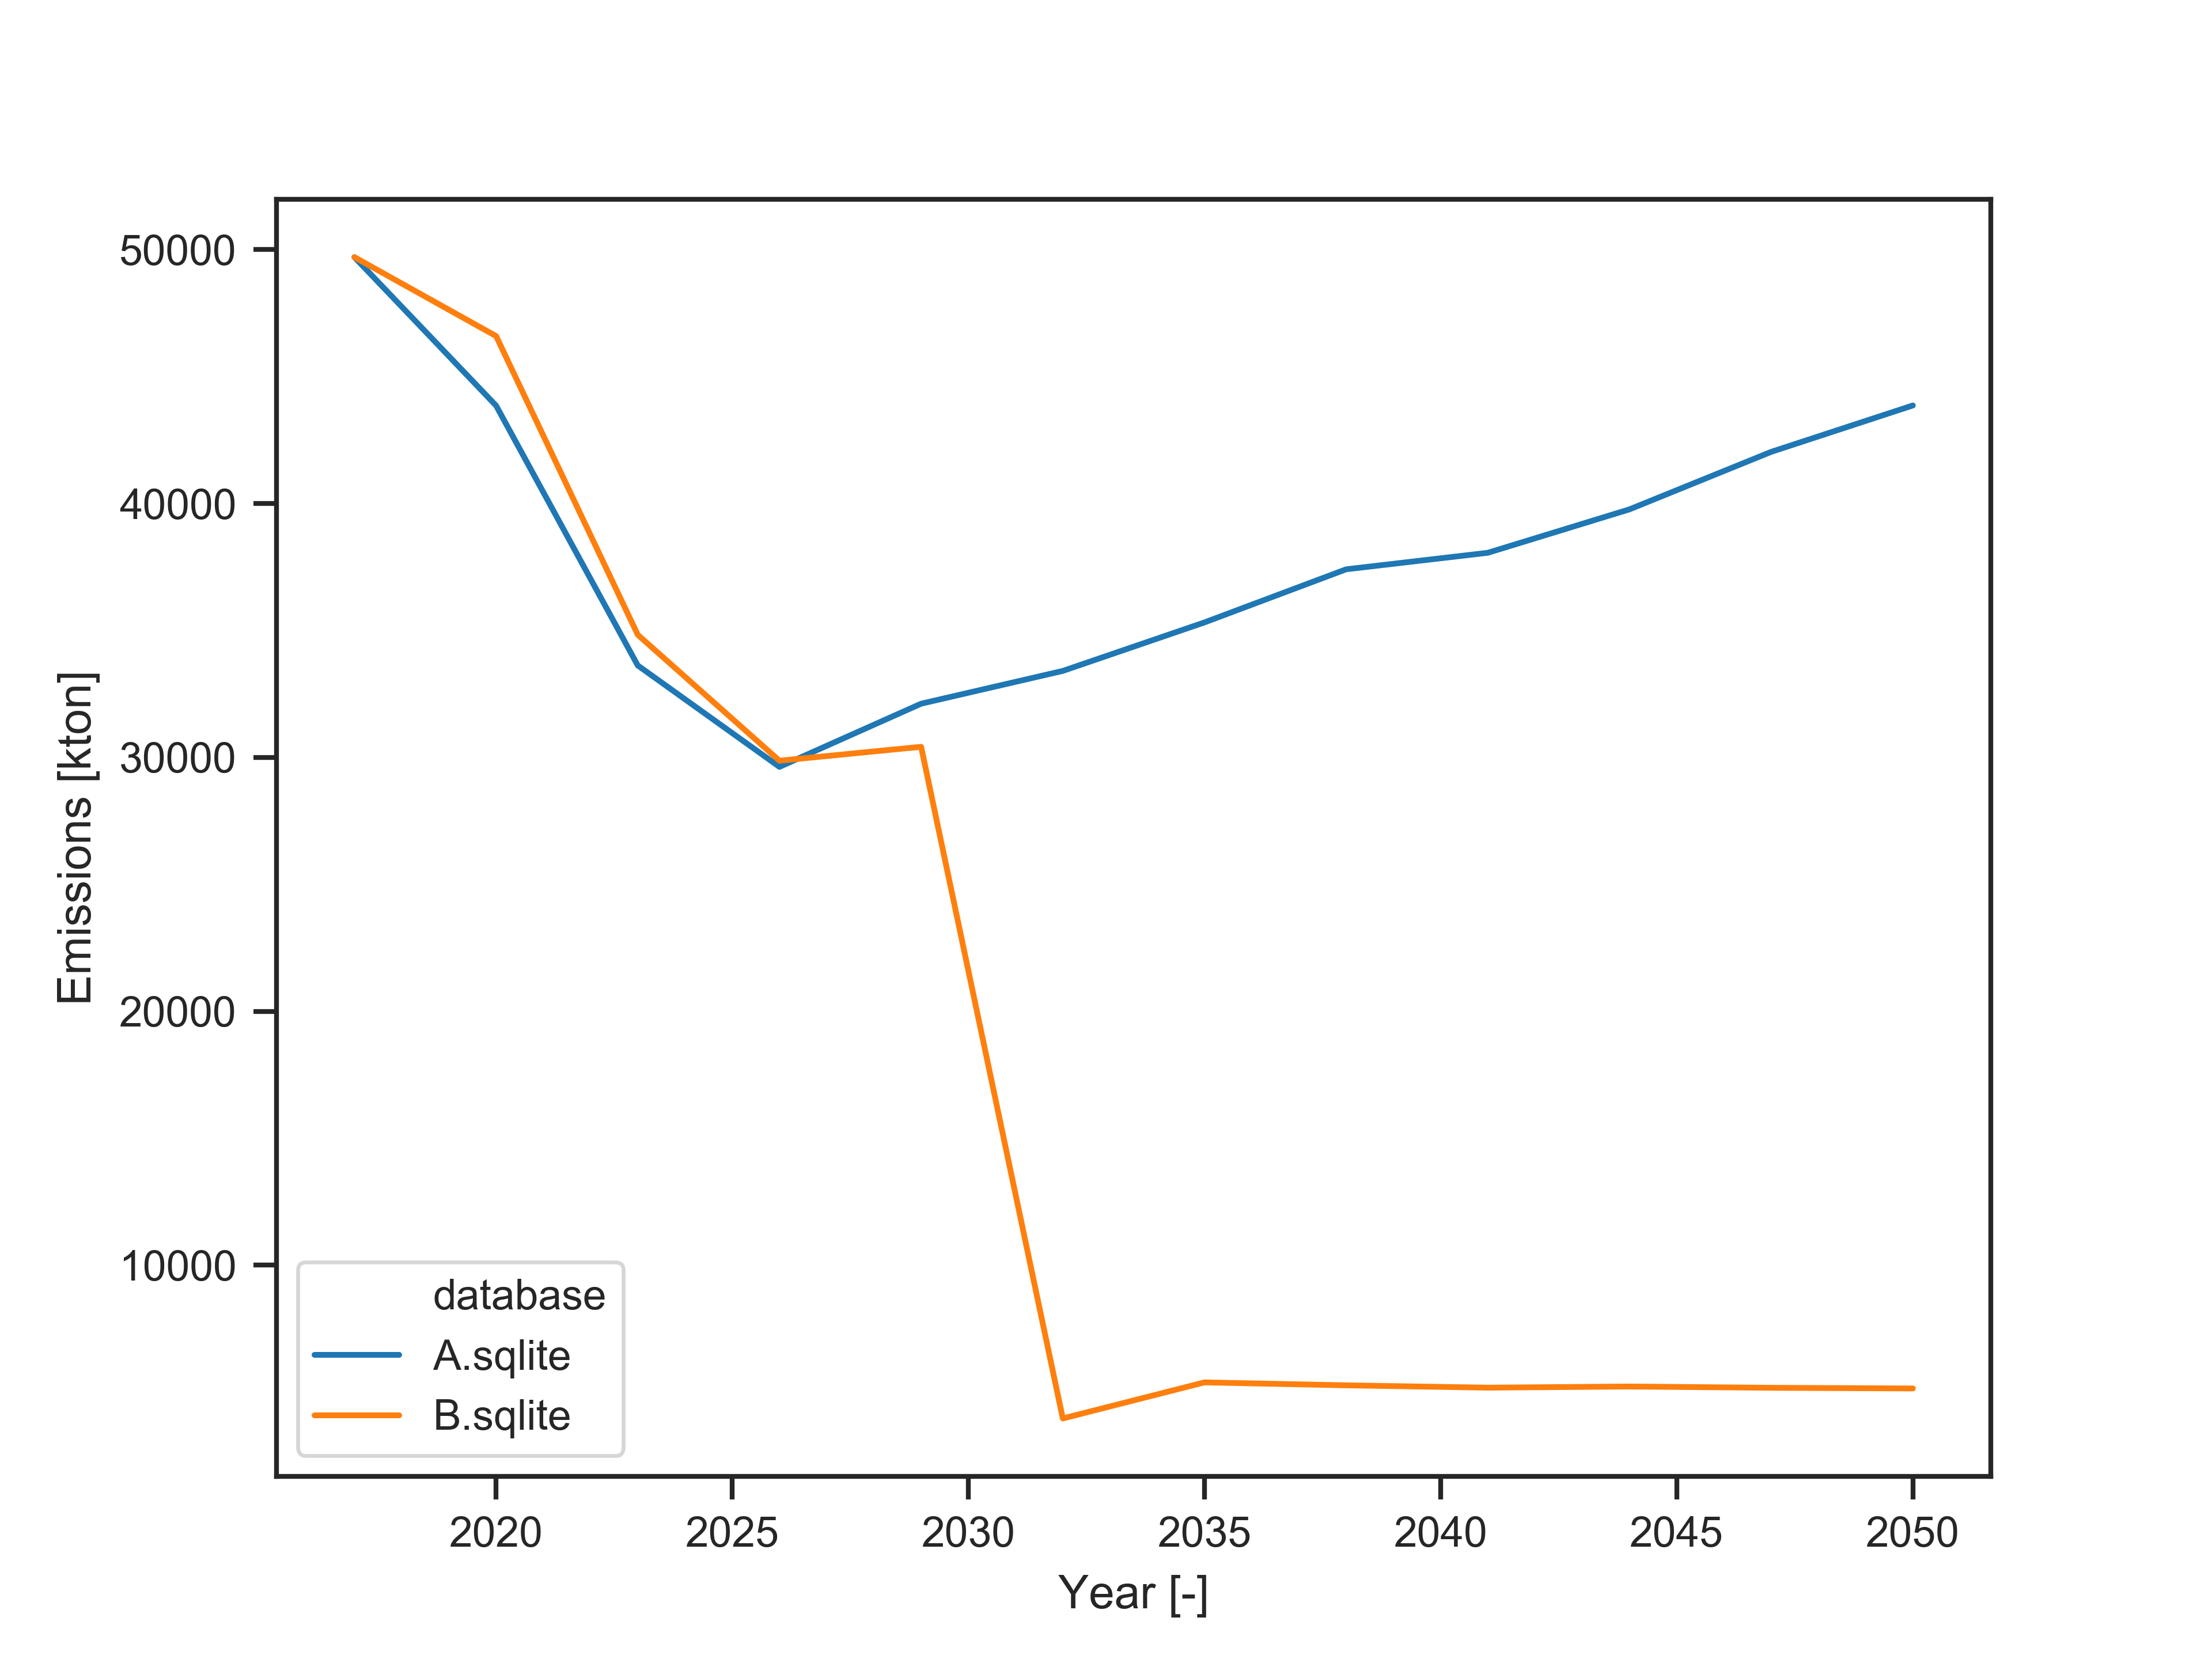 50000
40000
30000
20000
10000
Emissions [kton]
database
A.sqlite
B.sqlite
2020 2025 2030 2035 2040 2045 2050
Year [-]